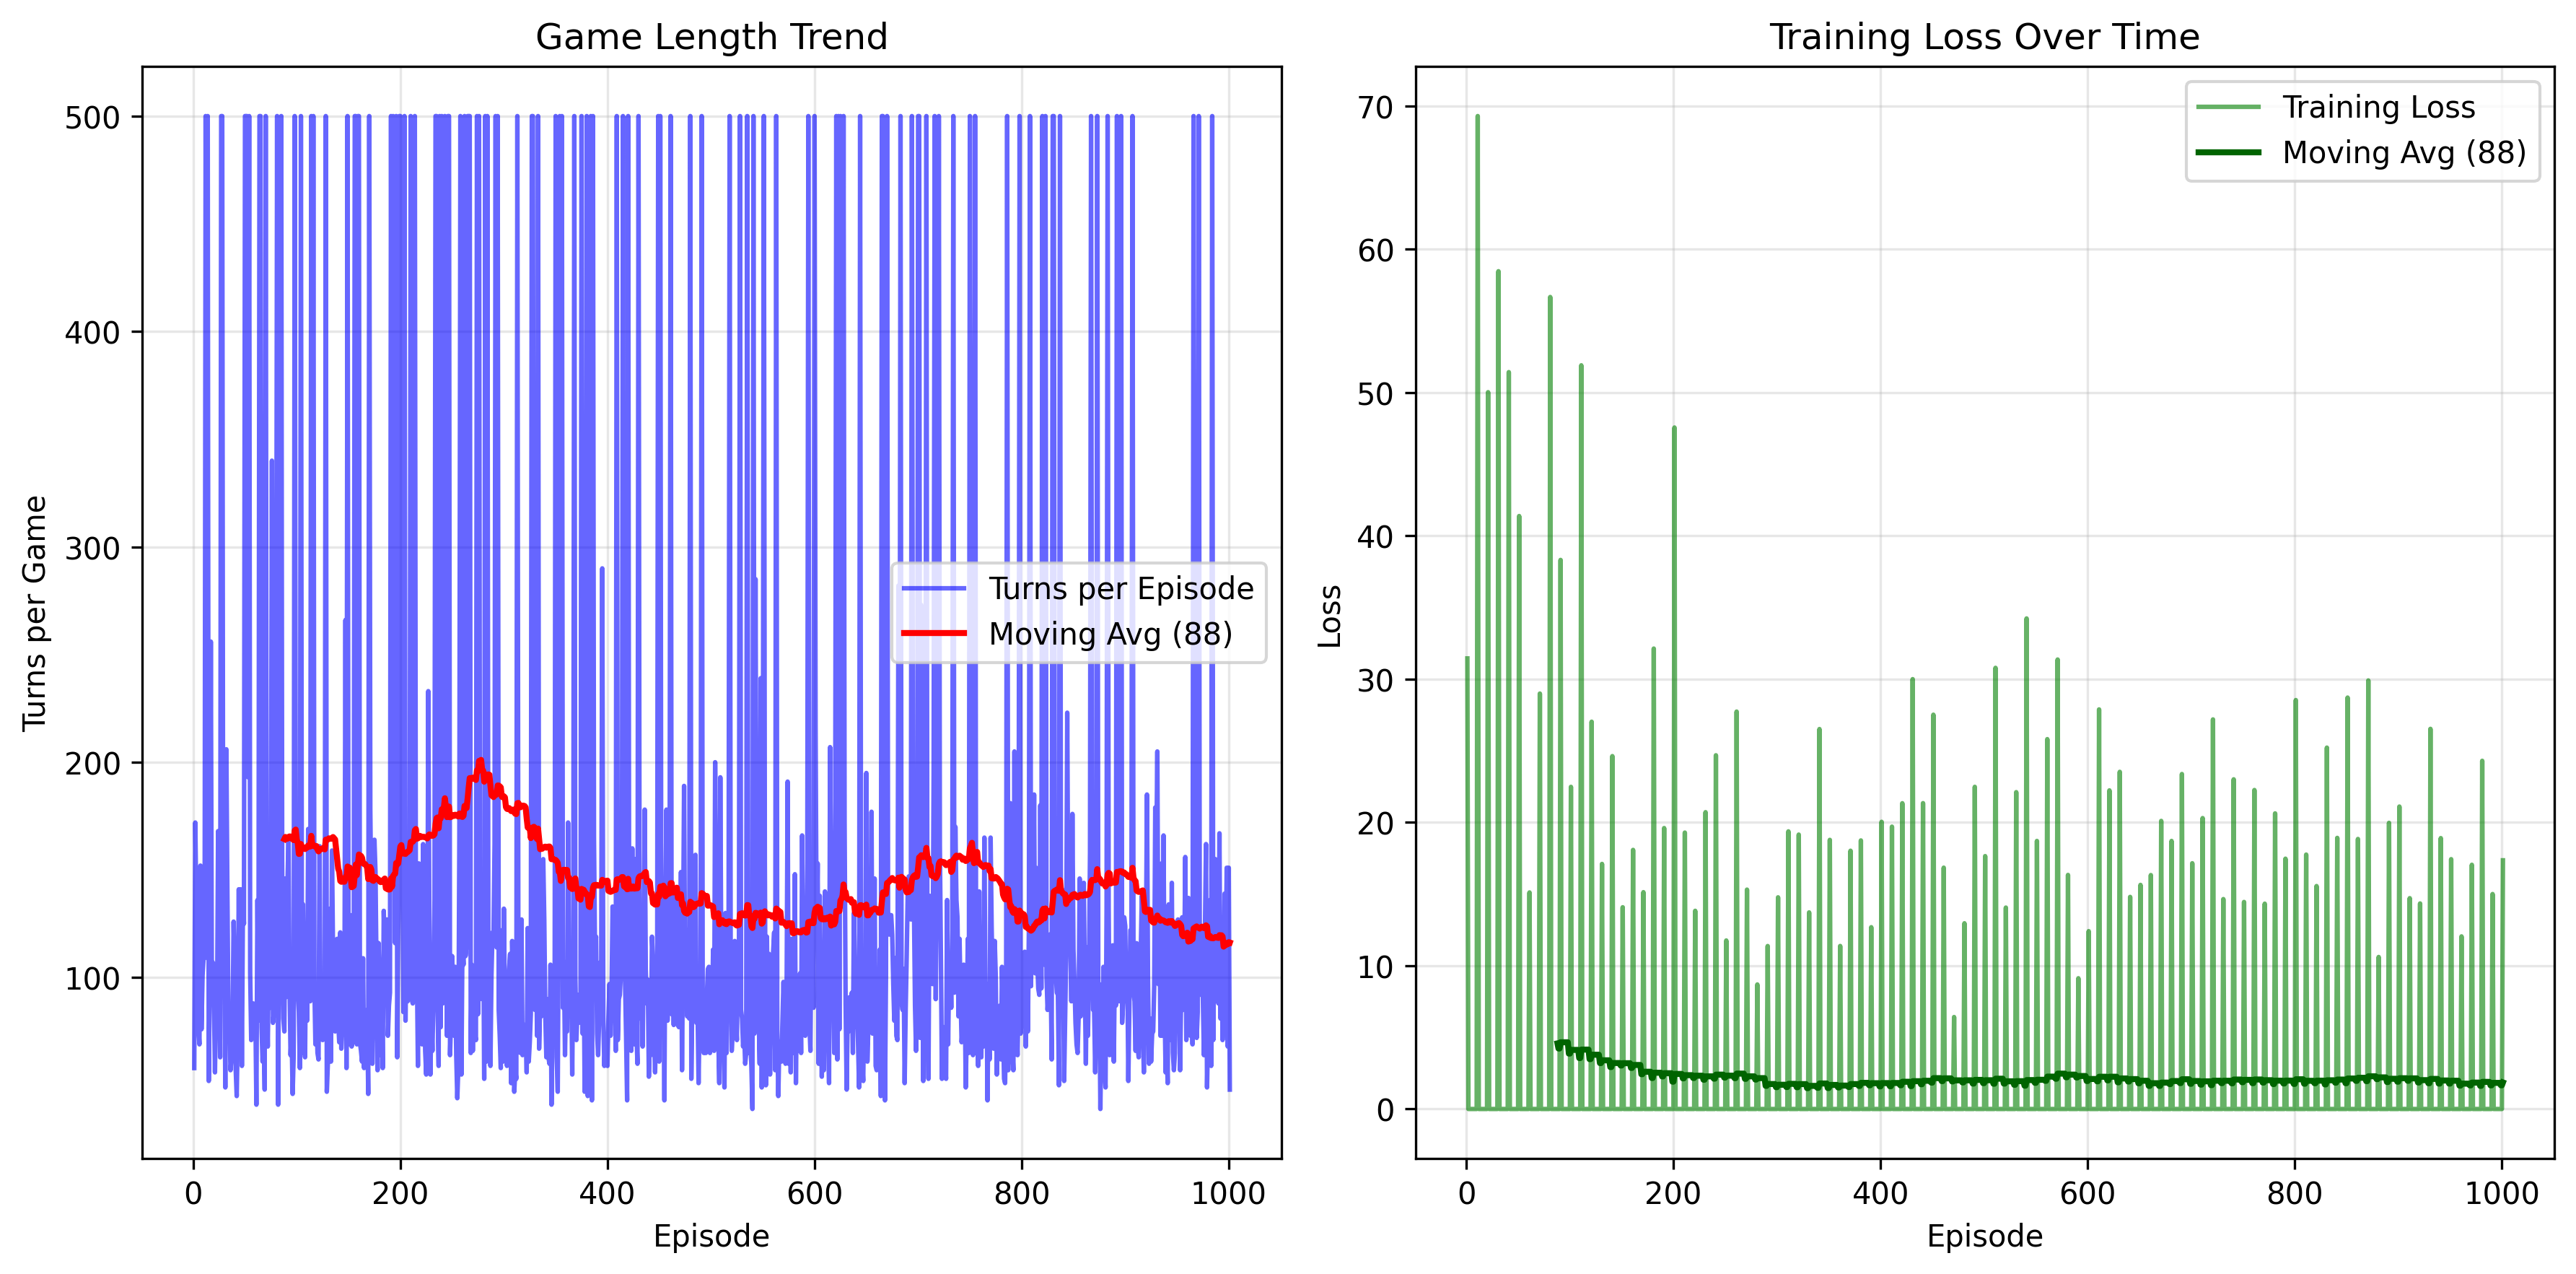 Game Length Trend
500
400
300
200
100
Turns per Game
Turns per Episode
Moving Avg (88)
0
200
400
600
800
1000
Episode
Training Loss Over Time
70
60
50
40
30
20
10
0
Loss
Training Loss
Moving Avg (88)
0
200
400
600
800
1000
Episode